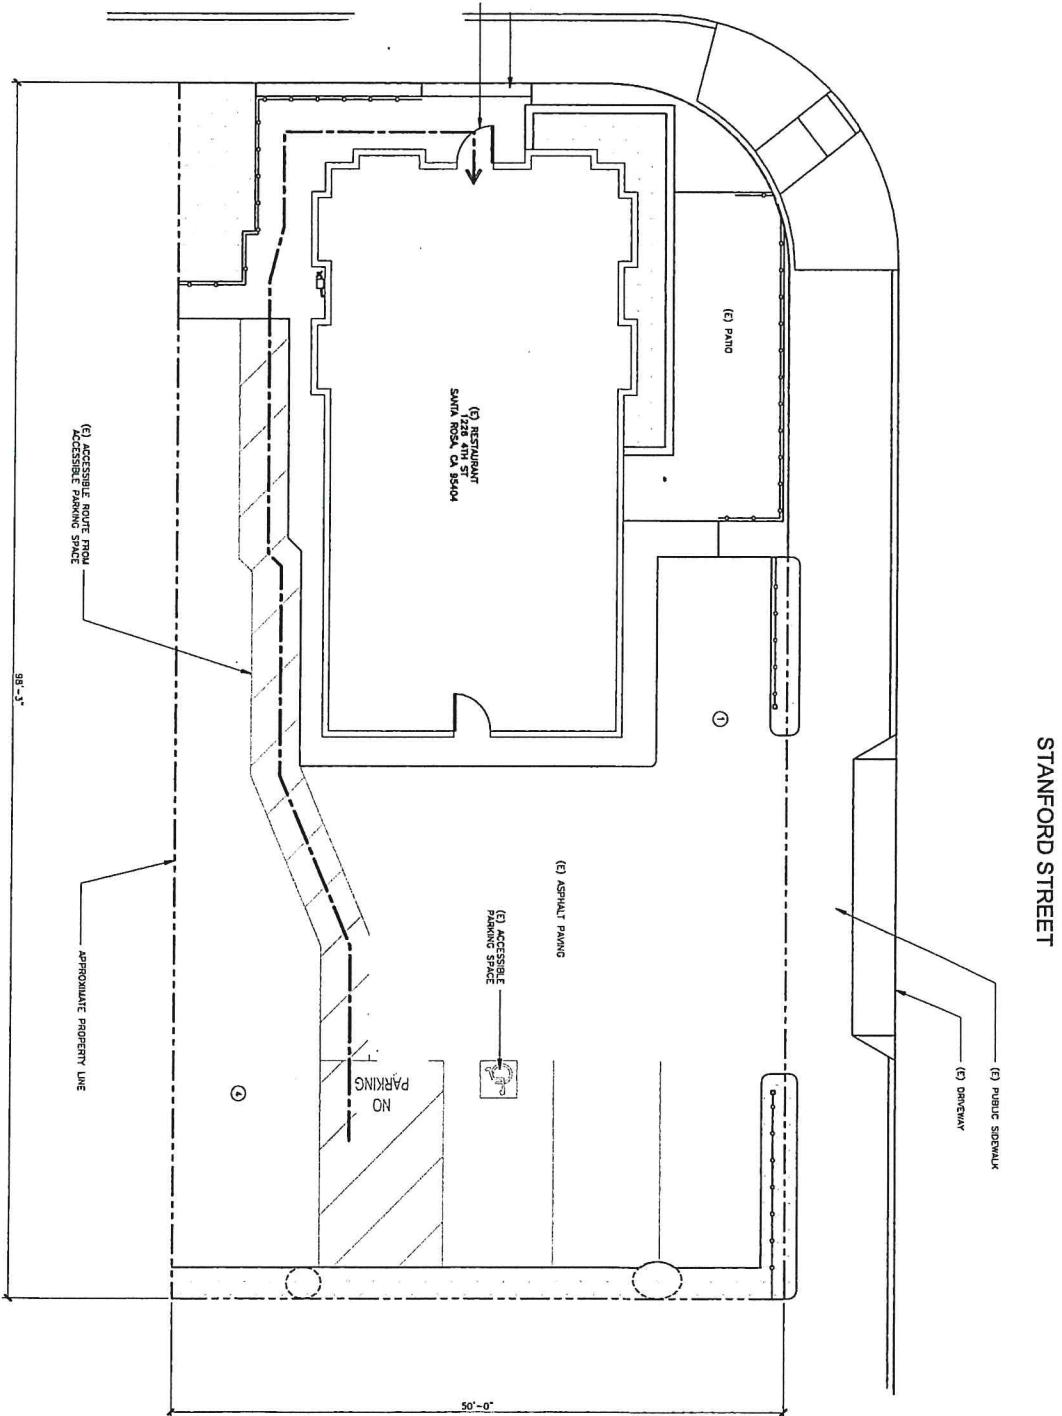 STANFORD STREET
(E) PUBLIC SIDEWALK
(E) DRIVEWAY
(E) PATIO
1
(E) RESTAURANT
1226 4TH ST
SANTA ROSA, CA 95404
(E) ASPHALT PAVING
(E) ACCESSIBLE
PARKING SPACE
NO
PARKING
4
(E) ACCESSIBLE ROUTE FROM
ACCESSIBLE PARKING SPACE
APPROXIMATE PROPERTY LINE
98'-3"
50'-0"